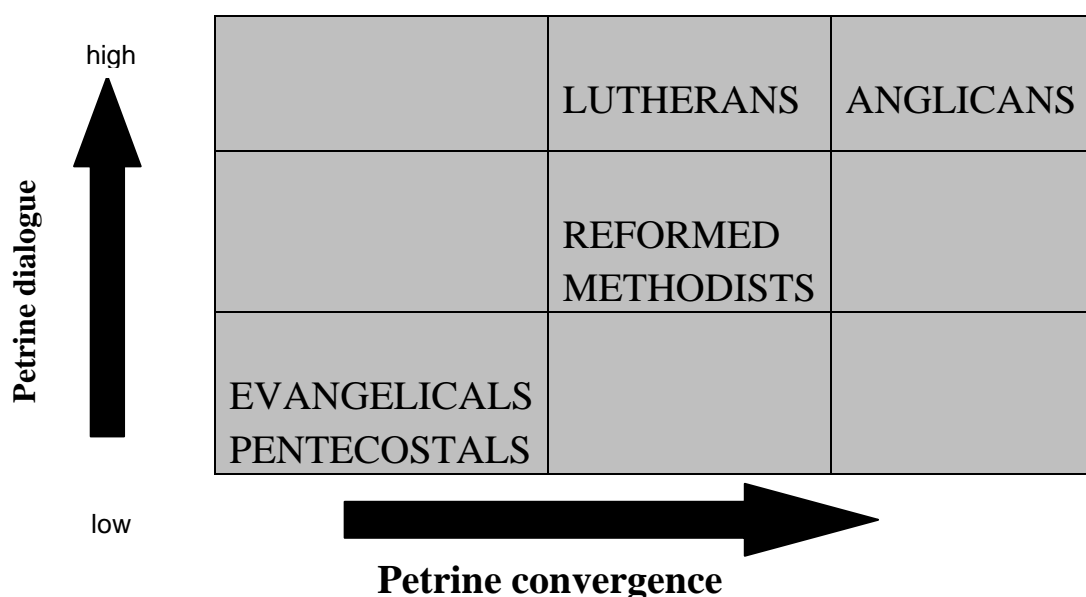 high
LUTHERANS
ANGLICANS
Petrine dialogue
REFORMED
METHODISTS
EVANGELICALS
PENTECOSTALS
low
Petrine convergence